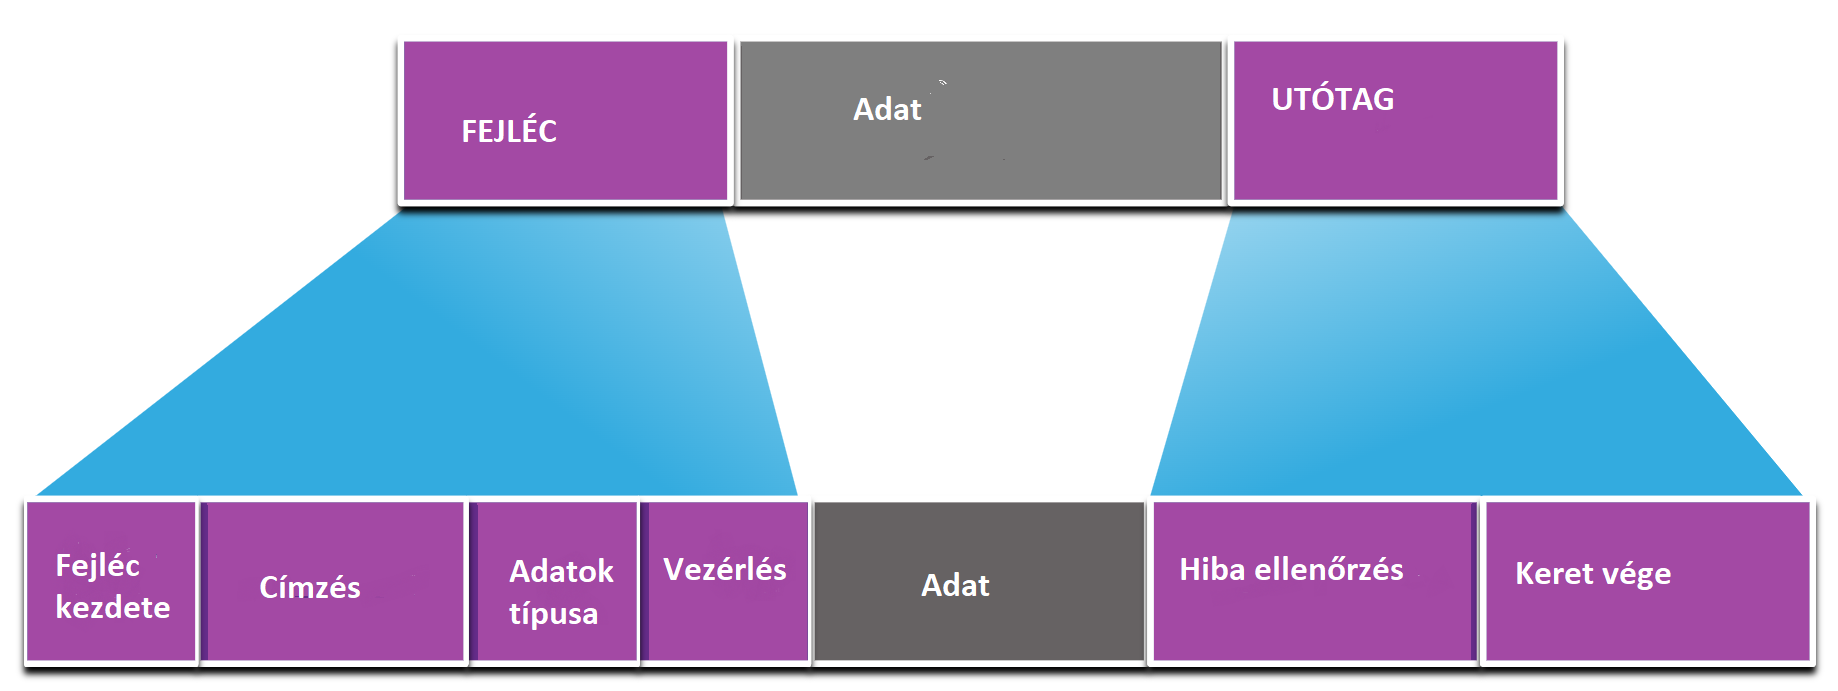 FEJLÉC
Adat
UTÓTAG
Fejléc
kezdete
Címzés
Adatok
típusa
Vezérlés
Adat
Hiba ellenőrzés
Keret vége